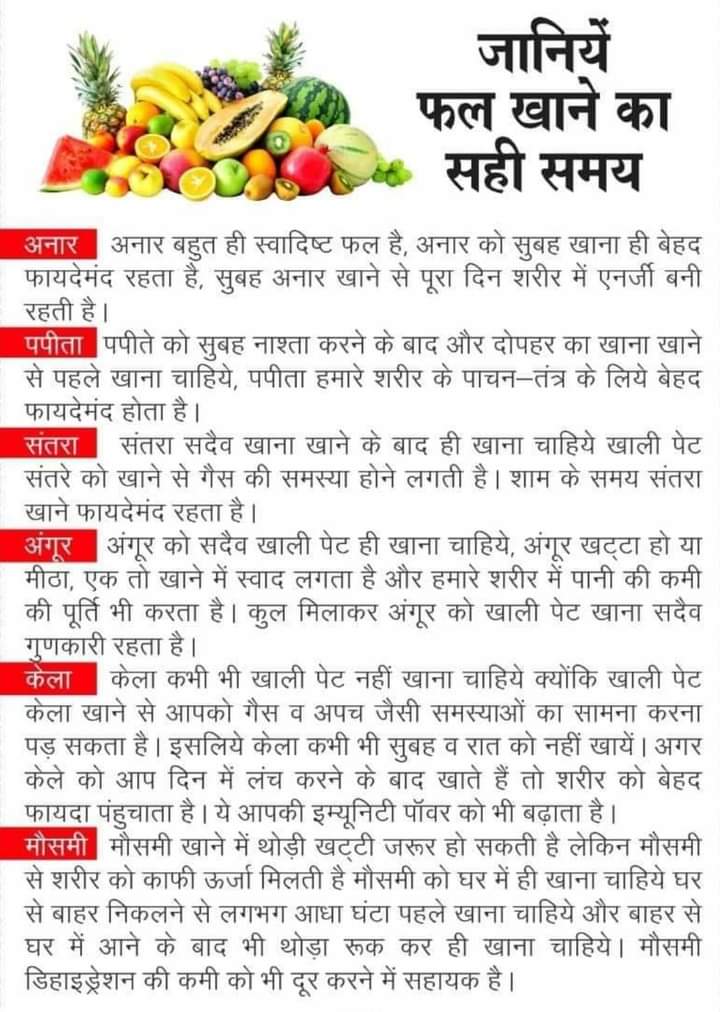 जानियें
फल खाने का
सही समय
अनार अनार बहुत ही स्वादिष्ट फल है, अनार को सुबह खाना ही बेहद
फायदेमंद रहता है, सुबह अनार खाने से पूरा दिन शरीर में एनर्जी बनी
रहती है।
पपीता पपीते को सुबह नाश्ता करने के बाद और दोपहर का खाना खाने
से पहले खाना चाहिये, पपीता हमारे शरीर के पाचन–तंत्र के लिये बेहद
फायदेमंद होता है।
संतरा संतरा सदैव खाना खाने के बाद ही खाना चाहिये खाली पेट
संतरे को खाने से गैस की समस्या होने लगती है। शाम के समय संतरा
खाने फायदेमंद रहता है।
अंगूर अंगूर को सदैव खाली पेट ही खाना चाहिये, अंगूर खट्टा हो या
मीठा, एक तो खाने में स्वाद लगता है और हमारे शरीर में पानी की कमी
की पूर्ति भी करता है। कुल मिलाकर अंगूर को खाली पेट खाना सदैव
गुणकारी रहता है।
केला केला कभी भी खाली पेट नहीं खाना चाहिये क्योंकि खाली पेट
केला खाने से आपको गैस व अपच जैसी समस्याओं का सामना करना
पड़ सकता है। इसलिये केला कभी भी सुबह व रात को नहीं खायें। अगर
केले को आप दिन में लंच करने के बाद खाते हैं तो शरीर को बेहद
फायदा पंहुचाता है। ये आपकी इम्यूनिटी पॉवर को भी बढ़ाता है।
मौसमी मौसमी खाने में थोड़ी खट्टी जरूर हो सकती है लेकिन मौसमी
से शरीर को काफी ऊर्जा मिलती है मौसमी को घर में ही खाना चाहिये घर
से बाहर निकलने से लगभग आधा घंटा पहले खाना चाहिये और बाहर से
घर में आने के बाद भी थोड़ा रूक कर ही खाना चाहिये। मौसमी
डिहाइड्रेशन की कमी को भी दूर करने में सहायक है।